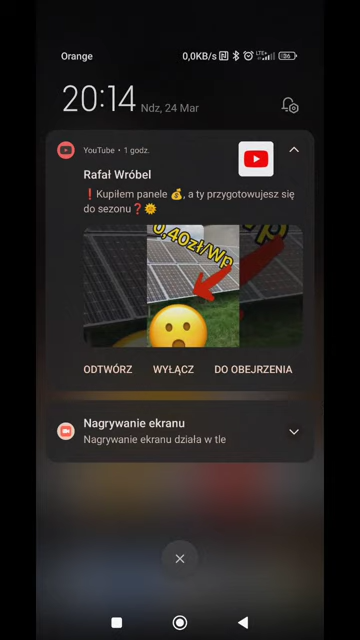 Orange
0,0KB/s
20:14 Ndz, 24 Mar
YouTube • 1 godz.
Rafał Wróbel
❗Kupiłem panele 💰, a ty przygotowujesz się
do sezonu❓🌞
0,40zł/Wp
ODTWÓRZ WYŁĄCZ DO OBEJRZENIA
Nagrywanie ekranu
Nagrywanie ekranu działa w tle